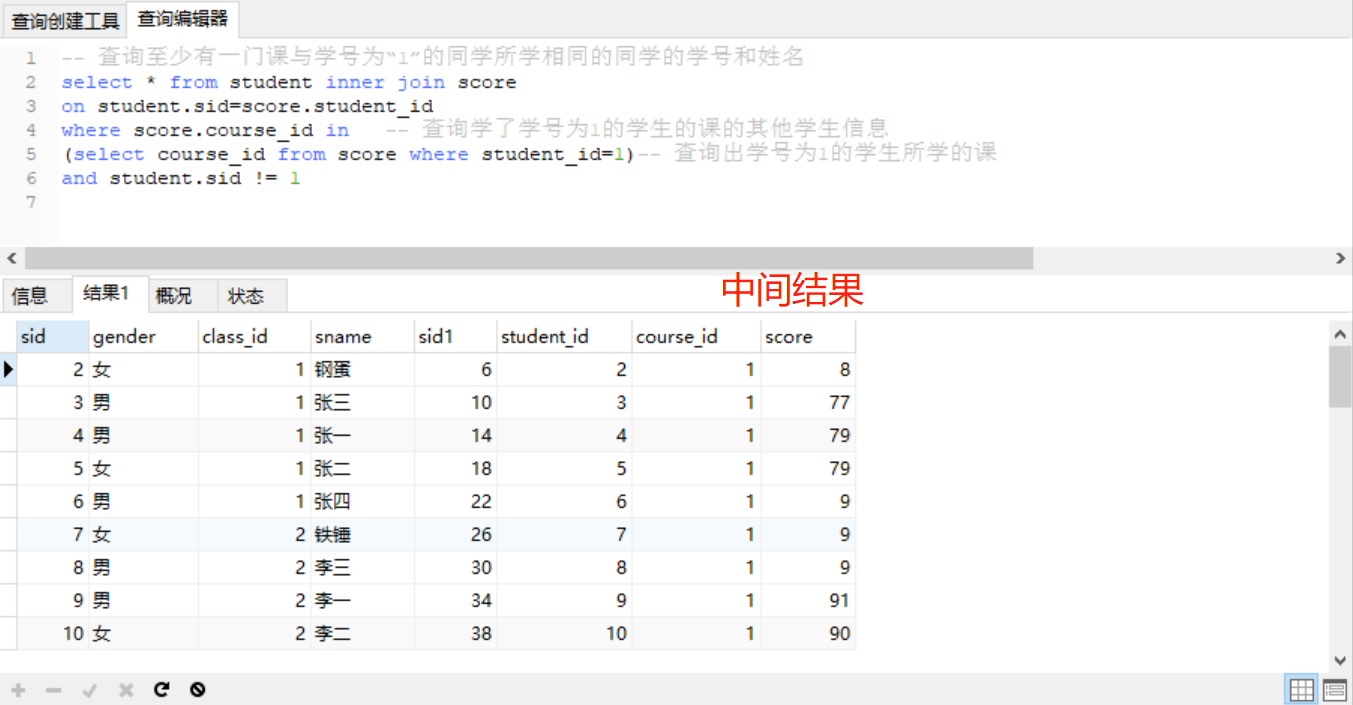 查询创建工具 查询编辑器
1 -- 查询至少有一门课与学号为“1”的同学所学相同的同学的学号和姓名
2 select * from student inner join score
3 on student.sid=score.student_id
4 where score.course_id in -- 查询学了学号为1的学生的课的其他学生信息
5 (select course_id from score where student_id=1)-- 查询出学号为1的学生所学的课
6 and student.sid != 1
7
中间结果
信息 结果1 概况 状态
sid gender class_id sname sid1 student_id course_id score
2 女 1 钢蛋 6 2 1 8
3 男 1 张三 10 3 1 77
4 男 1 张一 14 4 1 79
5 女 1 张二 18 5 1 79
6 男 1 张四 22 6 1 9
7 女 2 铁锤 26 7 1 9
8 男 2 李三 30 8 1 9
9 男 2 李一 34 9 1 91
10 女 2 李二 38 10 1 90